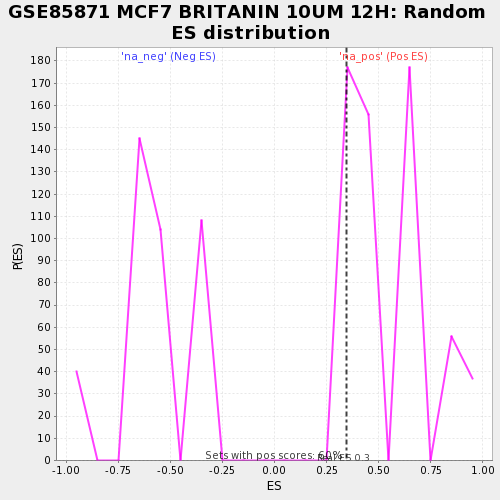 GSE85871 MCF7 BRITANIN 10UM 12H: Random
ES distribution
'na_neg' (Neg ES)
'na_pos' (Pos ES)
P(ES)
180
170
160
150
140
130
120
110
100
90
80
70
60
50
40
30
20
10
0
Sets with pos scores: 60%
-1.00 -0.75 -0.50 -0.25 0.00 0.25 0.50 0.75 1.00
ES